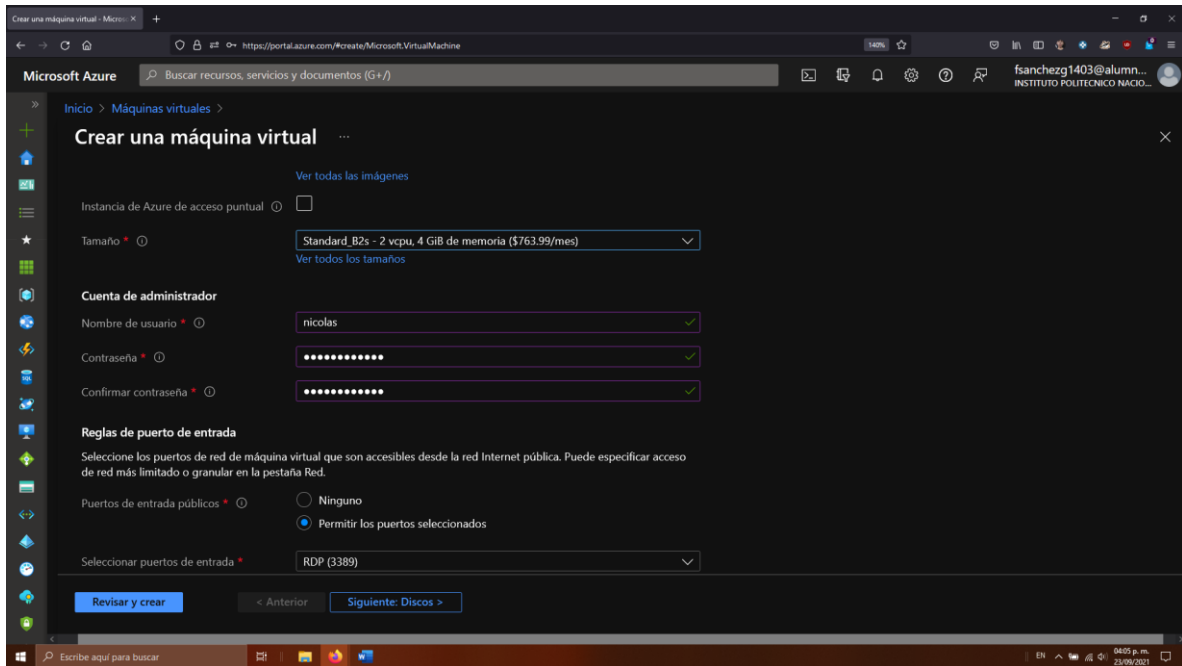 Crear una máquina virtual - Micros
https://portal.azure.com/#create/Microsoft.VirtualMachine
140%
Microsoft Azure
Buscar recursos, servicios y documentos (G+/)
fsanchezg1403@alumn...
INSTITUTO POLITECNICO NACIO...
Inicio > Máquinas virtuales >
Crear una máquina virtual ...
Ver todas las imágenes
Instancia de Azure de acceso puntual
Tamaño *
Standard_B2s - 2 vcpu, 4 GiB de memoria ($763.99/mes)
Ver todos los tamaños
Cuenta de administrador
Nombre de usuario *
nicolas
Contraseña *
••••••••••••
Confirmar contraseña *
••••••••••••
Reglas de puerto de entrada
Seleccione los puertos de red de máquina virtual que son accesibles desde la red Internet pública. Puede especificar acceso
de red más limitado o granular en la pestaña Red.
Puertos de entrada públicos *
Ninguno
Permitir los puertos seleccionados
Seleccionar puertos de entrada *
RDP (3389)
Revisar y crear
< Anterior
Siguiente: Discos >
Escribe aquí para buscar
EN
04:05 p. m.
23/09/2021